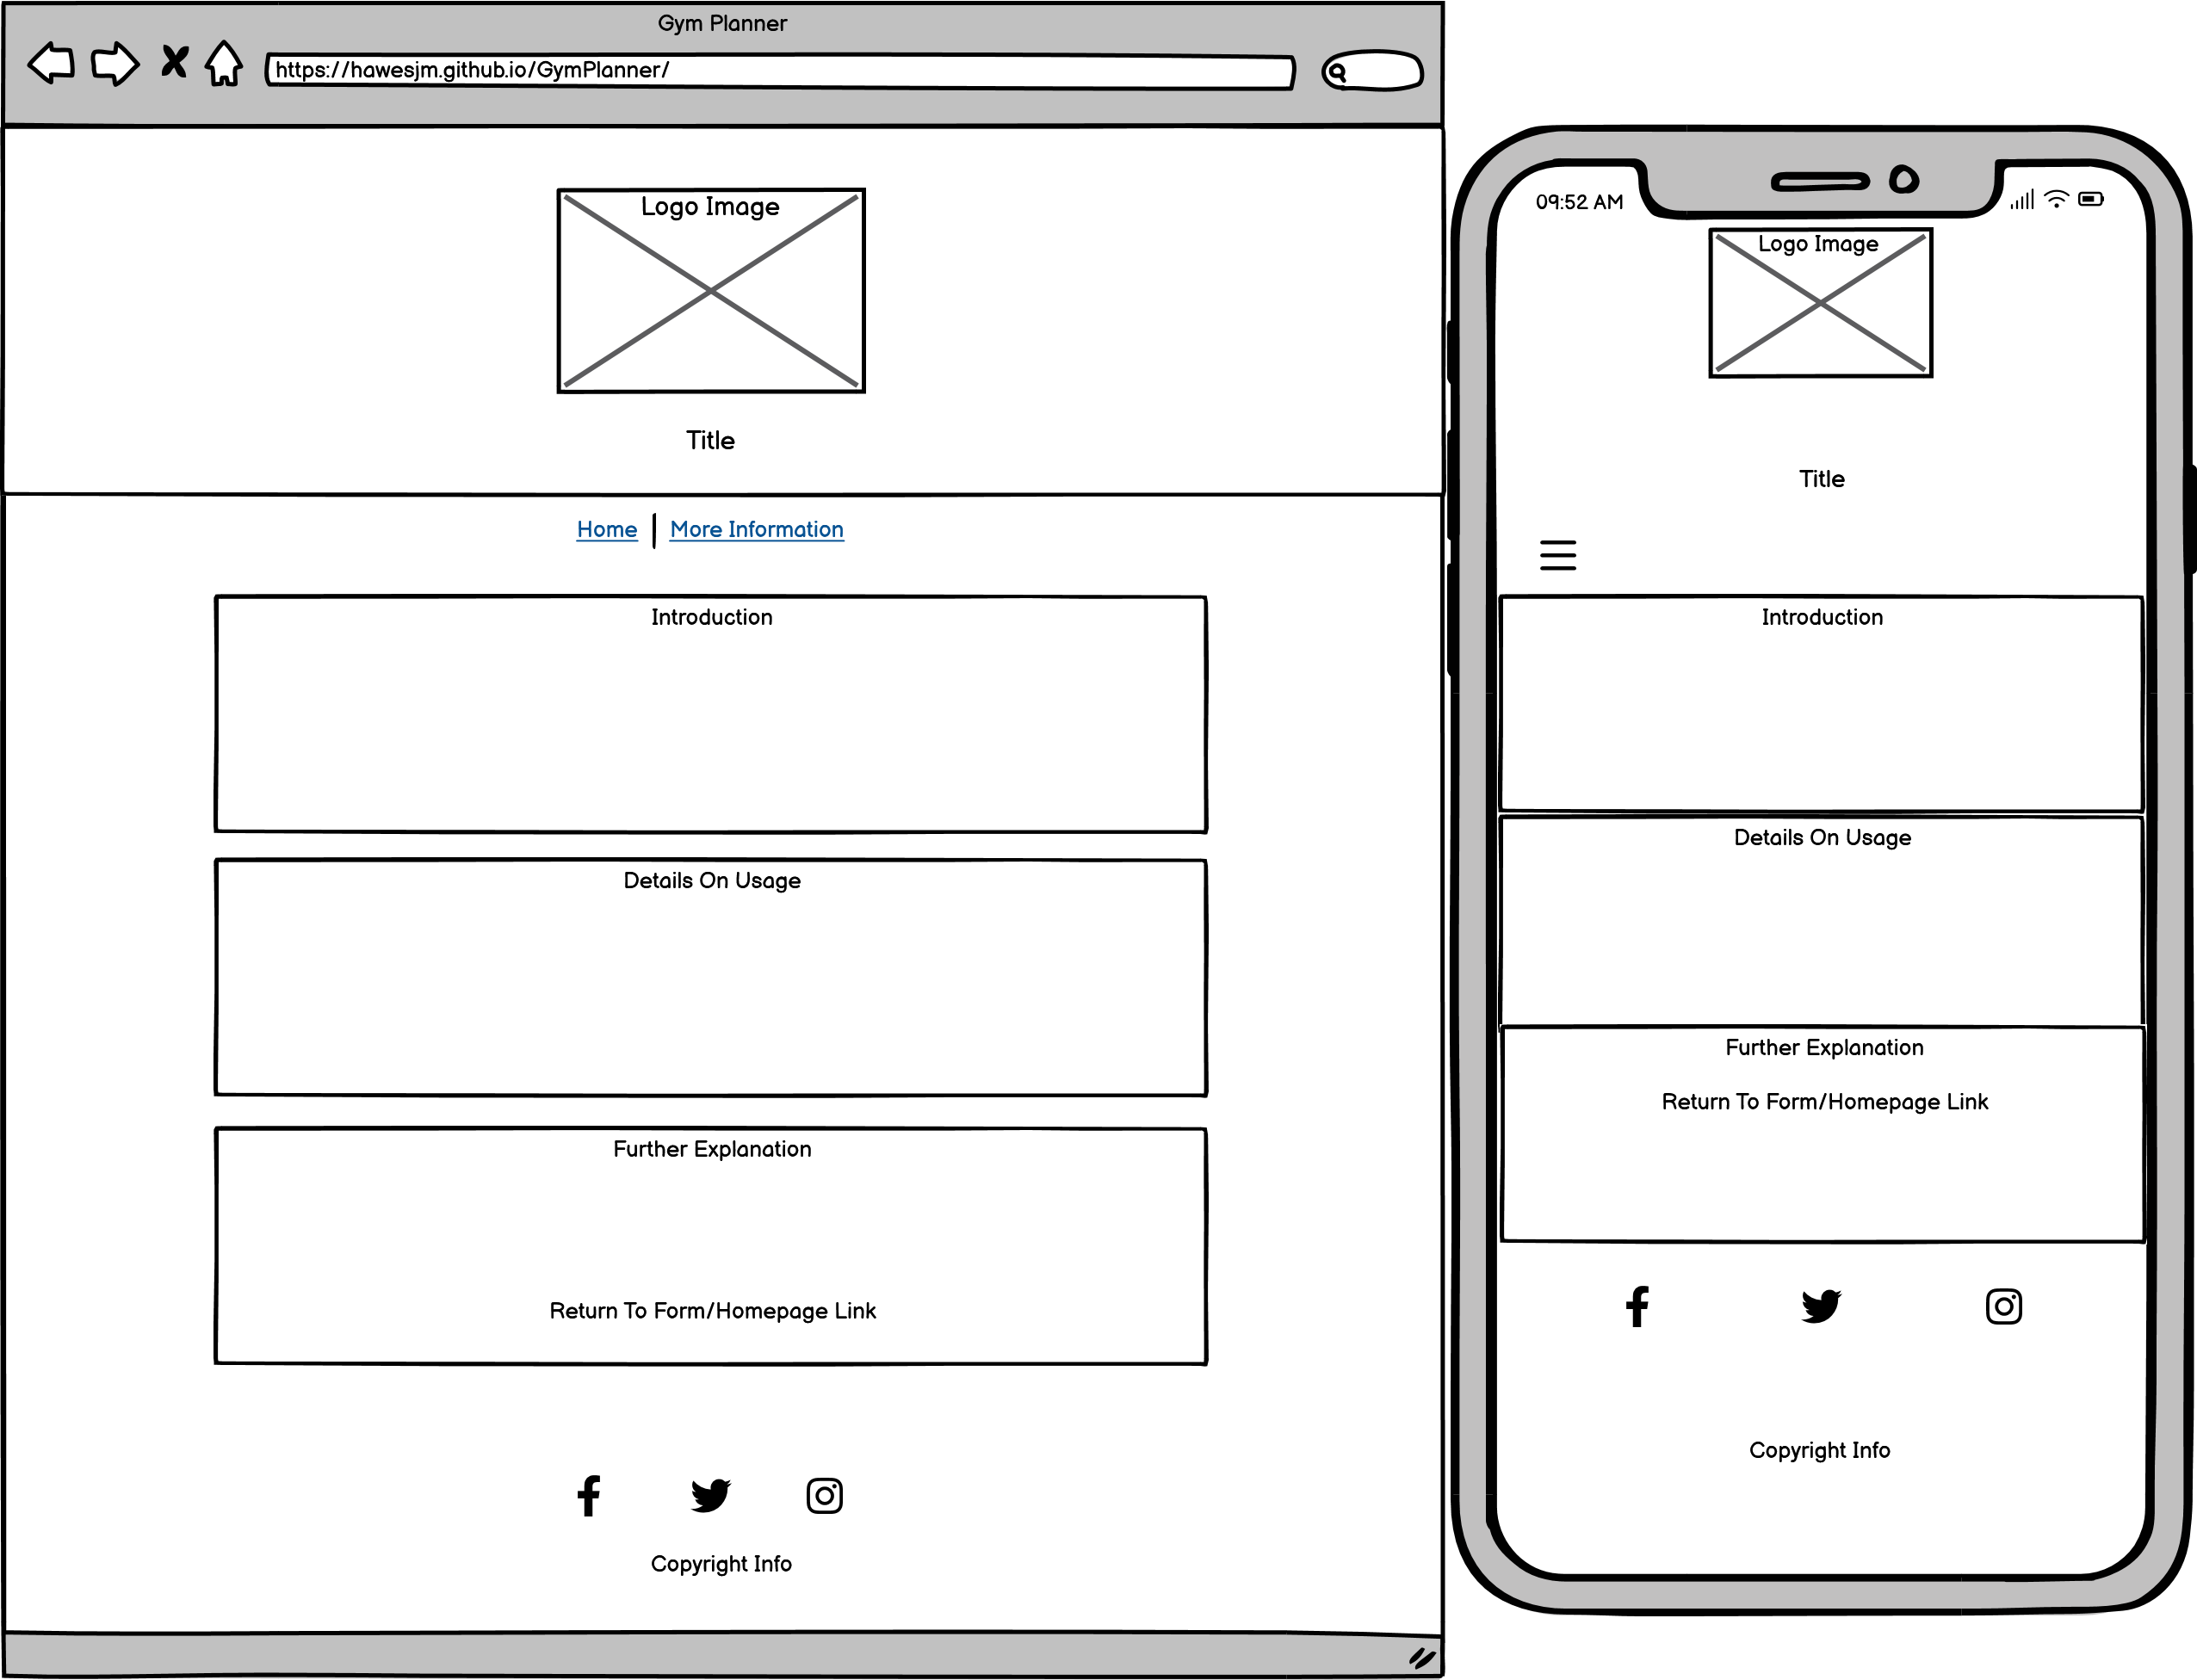 Gym Planner
https://hawesjm.github.io/GymPlanner/
Logo Image
Title
Home | More Information
Introduction
Details On Usage
Further Explanation
Return To Form/Homepage Link
Copyright Info
09:52 AM
Logo Image
Title
Introduction
Details On Usage
Further Explanation
Return To Form/Homepage Link
Copyright Info